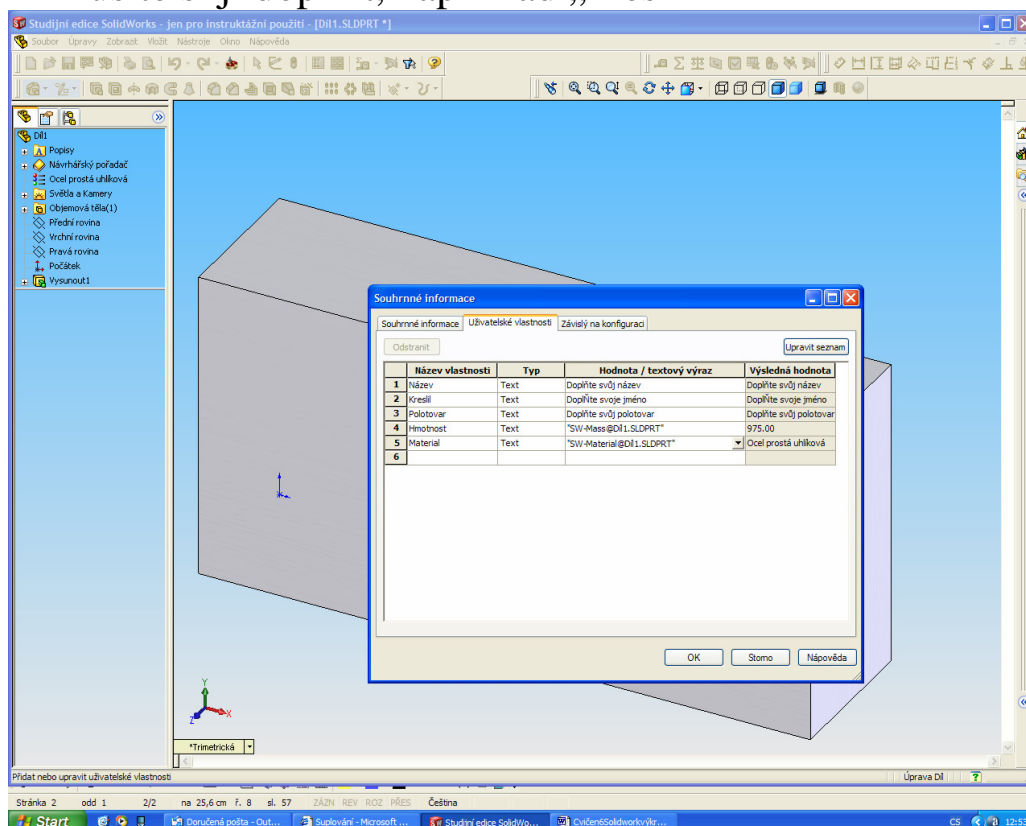 Studijní edice SolidWorks - jen pro instruktážní použití - [Díl1.SLDPRT *]
Soubor Úpravy Zobrazit Vložit Nástroje Okno Nápověda
Díl1
Popisy
Návrhářský pořadač
Ocel prostá uhlíková
Světla a Kamery
Objemová těla(1)
Přední rovina
Vrchní rovina
Pravá rovina
Počátek
Vysunout1
Souhrnné informace
Souhrnné informace Uživatelské vlastnosti Závislý na konfiguraci
Odstranit Upravit seznam
Název vlastnosti Typ Hodnota / textový výraz Výsledná hodnota
1 Název Text Doplňte svůj název Doplňte svůj název
2 Kreslil Text DoplŇte svoje jméno DoplŇte svoje jméno
3 Polotovar Text Doplňte svůj polotovar Doplňte svůj polotovar
4 Hmotnost Text "SW-Mass@Díl1.SLDPRT" 975.00
5 Material Text "SW-Material@Díl1.SLDPRT" Ocel prostá uhlíková
6
OK Storno Nápověda
Y
X
Z
*Trimetrická
Přidat nebo upravit uživatelské vlastnosti Úprava Díl
Stránka 2 odd 1 2/2 na 25,6 cm ř. 8 sl. 57 ZÁZN REV ROZ PŘES Čeština
Start Doručená pošta - Out... Suplování - Microsoft ... Studijní edice SolidWo... Cvičení6Solidworkvýkr... CS 12:53